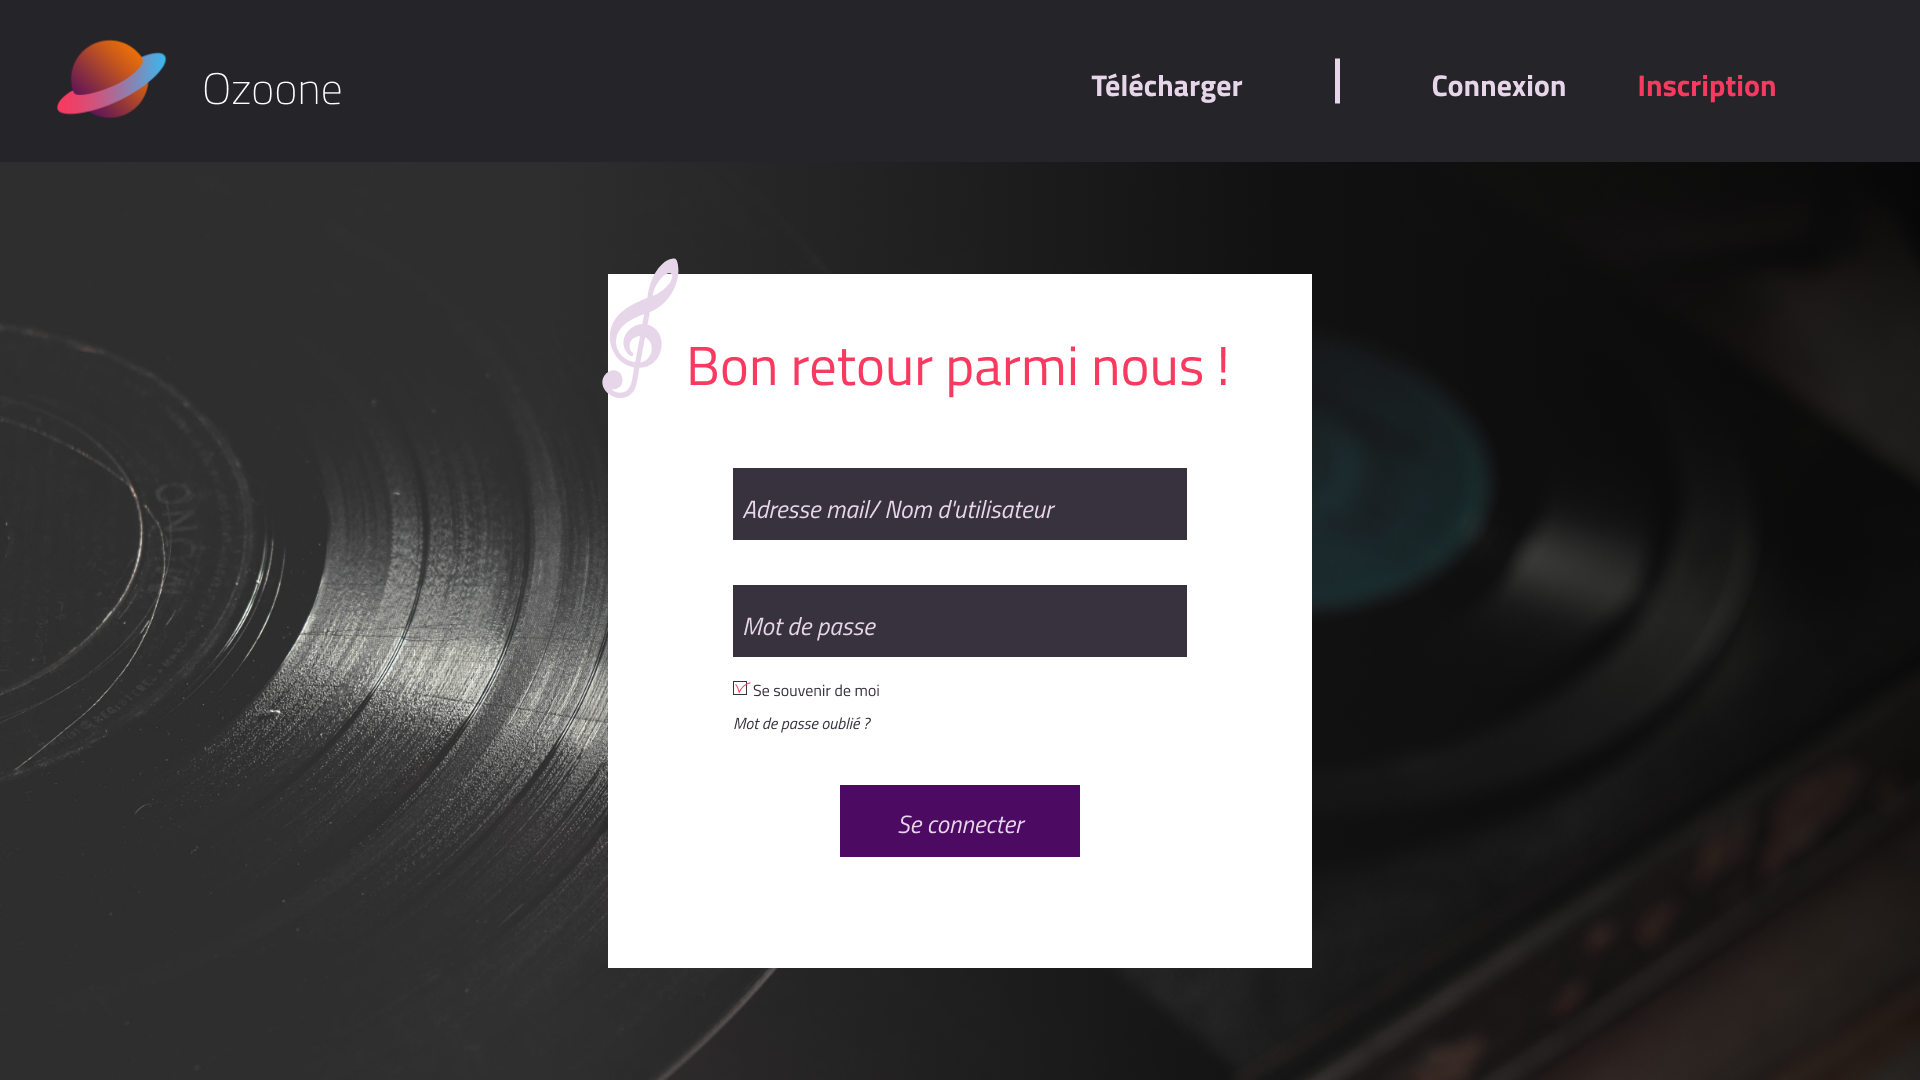 Ozoone
Télécharger
Connexion
Inscription
Bon retour parmi nous !
Adresse mail/ Nom d'utilisateur
Mot de passe
Se souvenir de moi
Mot de passe oublié ?
Se connecter